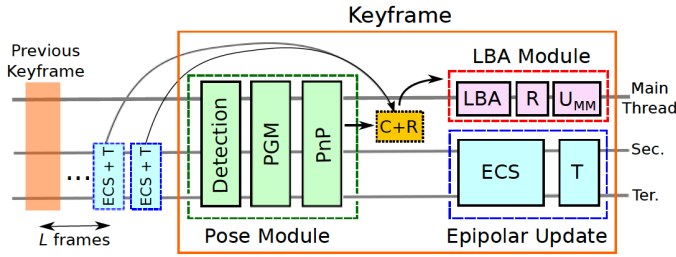 Keyframe
Previous
Keyframe
LBA Module
Main
Thread
LBA
R
U_MM
C+R
Detection
PGM
PnP
ECS + T
ECS + T
...
ECS
T
Sec.
Ter.
L frames
Pose Module
Epipolar Update